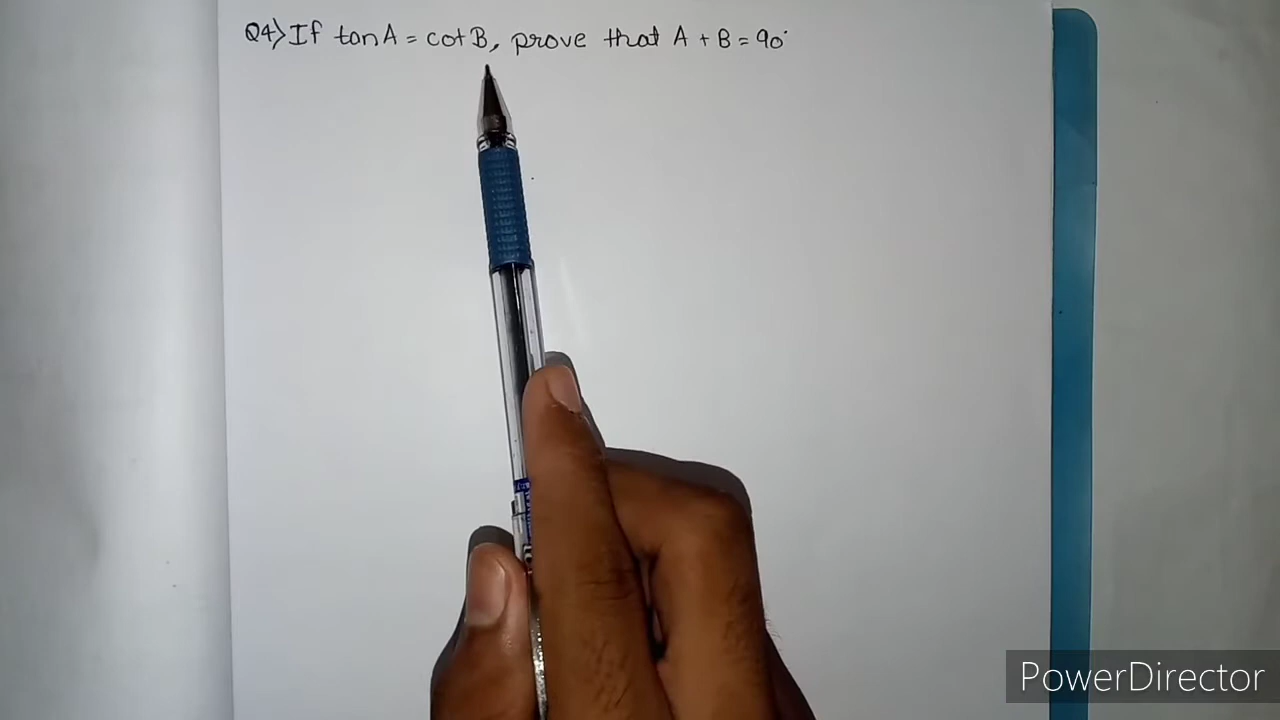 Q4) If tan A = cot B, prove that A + B = 90°
PowerDirector